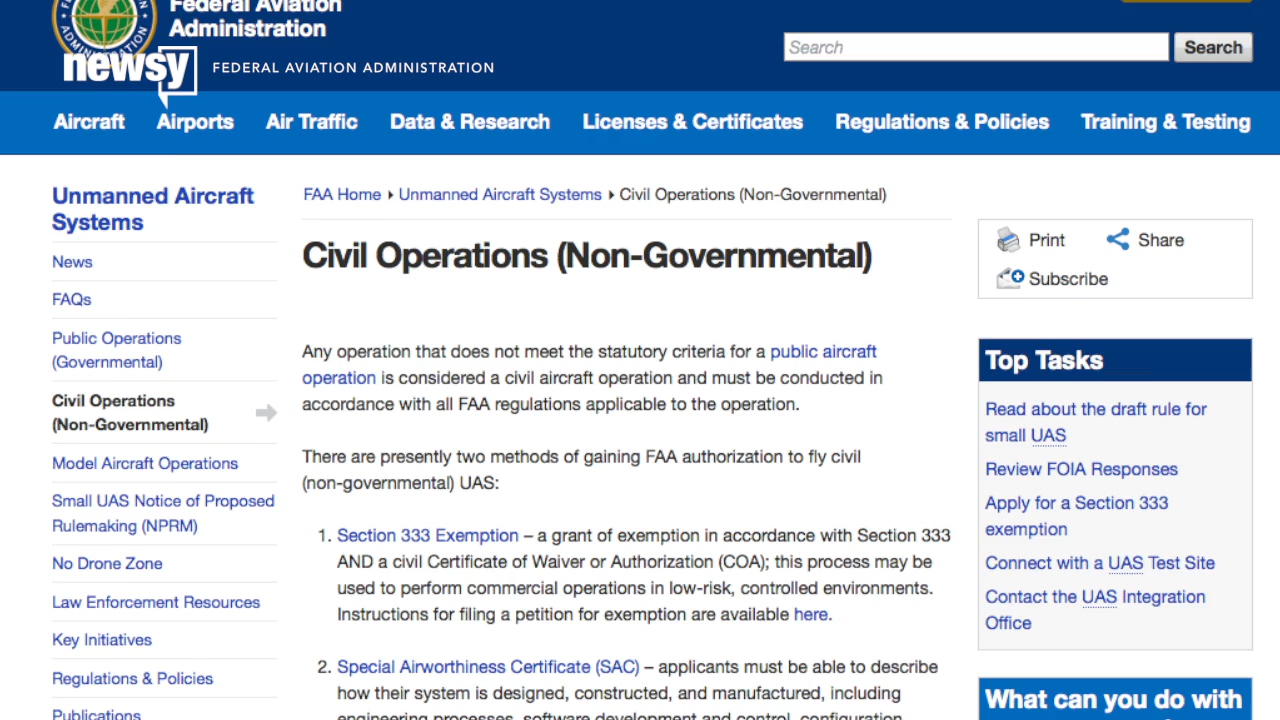 Federal Aviation
Administration
newsy
FEDERAL AVIATION ADMINISTRATION
Search
Search
Aircraft
Airports
Air Traffic
Data & Research
Licenses & Certificates
Regulations & Policies
Training & Testing
Unmanned Aircraft
Systems
News
FAQs
Public Operations
(Governmental)
Civil Operations
(Non-Governmental)
Model Aircraft Operations
Small UAS Notice of Proposed
Rulemaking (NPRM)
No Drone Zone
Law Enforcement Resources
Key Initiatives
Regulations & Policies
Publications
FAA Home ▸ Unmanned Aircraft Systems ▸ Civil Operations (Non-Governmental)
Civil Operations (Non-Governmental)
Any operation that does not meet the statutory criteria for a public aircraft
operation is considered a civil aircraft operation and must be conducted in
accordance with all FAA regulations applicable to the operation.
There are presently two methods of gaining FAA authorization to fly civil
(non-governmental) UAS:
1. Section 333 Exemption – a grant of exemption in accordance with Section 333
AND a civil Certificate of Waiver or Authorization (COA); this process may be
used to perform commercial operations in low-risk, controlled environments.
Instructions for filing a petition for exemption are available here.
2. Special Airworthiness Certificate (SAC) – applicants must be able to describe
how their system is designed, constructed, and manufactured, including
engineering processes, software development and control, configuration
Print
Share
Subscribe
Top Tasks
Read about the draft rule for
small UAS
Review FOIA Responses
Apply for a Section 333
exemption
Connect with a UAS Test Site
Contact the UAS Integration
Office
What can you do with